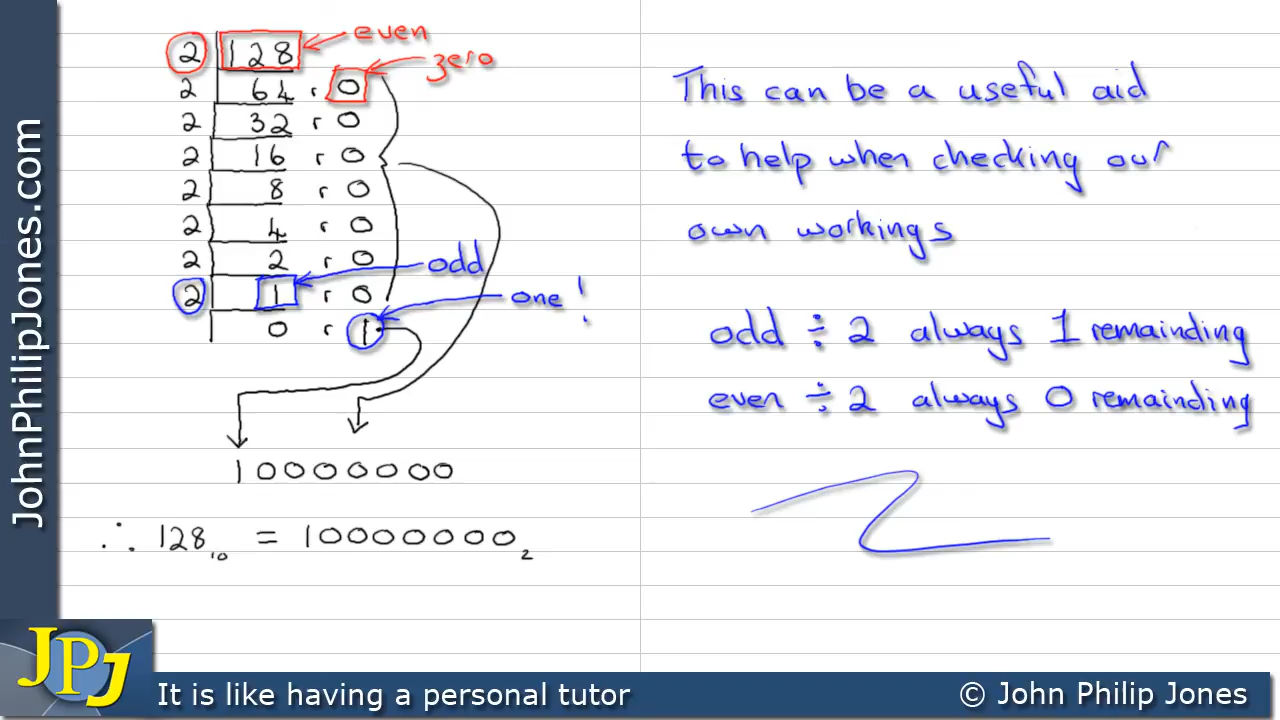 2 128 even
2 64 r 0 zero
2 32 r 0
2 16 r 0
2 8 r 0
2 4 r 0
2 2 r 0 odd
2 1 r 0 one!
0 r 1
10000000
∴ 128₁₀ = 10000000₂
This can be a useful aid
to help when checking our
own workings
odd ÷ 2 always 1 remainding
even ÷ 2 always 0 remainding
JohnPhilipJones.com
JPJ
It is like having a personal tutor
© John Philip Jones